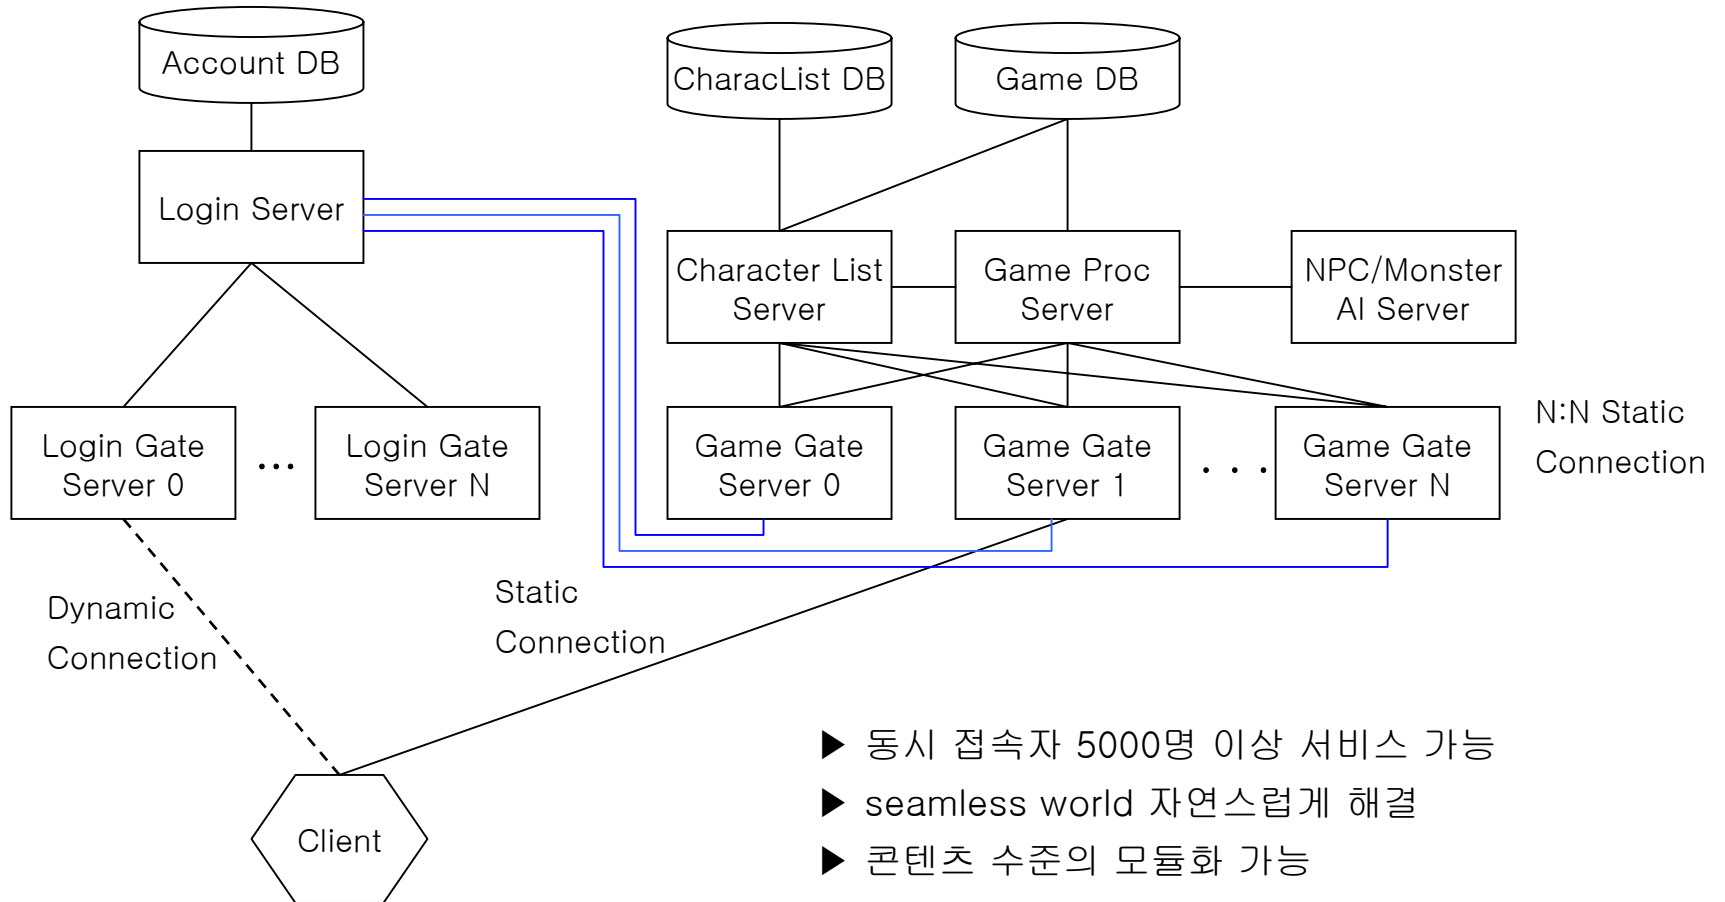 Account DB
CharacList DB
Game DB
Login Server
Character List
Server
Game Proc
Server
NPC/Monster
AI Server
Login Gate
Server 0
...
Login Gate
Server N
Game Gate
Server 0
Game Gate
Server 1
. . .
Game Gate
Server N
N:N Static
Connection
Dynamic
Connection
Static
Connection
Client
▶ 동시 접속자 5000명 이상 서비스 가능
▶ seamless world 자연스럽게 해결
▶ 콘텐츠 수준의 모듈화 가능